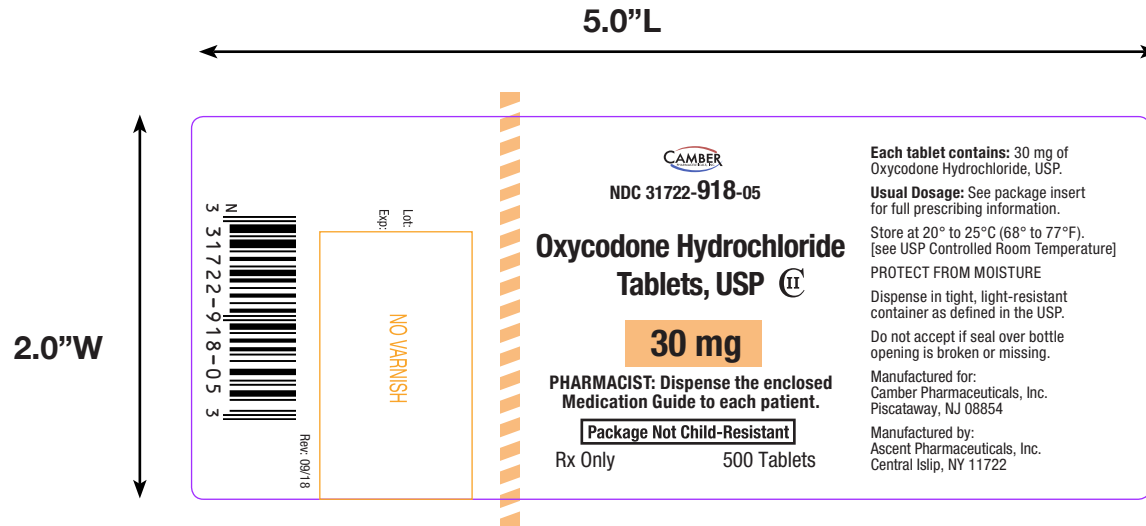 5.0”L
2.0”W
N
3 31722-918-05 3
Rev: 09/18
Lot:
Exp:
NO VARNISH
CAMBER
NDC 31722-918-05
Oxycodone Hydrochloride
Tablets, USP CII
30 mg
PHARMACIST: Dispense the enclosed
Medication Guide to each patient.
Package Not Child-Resistant
Rx Only 500 Tablets
Each tablet contains: 30 mg of
Oxycodone Hydrochloride, USP.
Usual Dosage: See package insert
for full prescribing information.
Store at 20° to 25°C (68° to 77°F).
[see USP Controlled Room Temperature]
PROTECT FROM MOISTURE
Dispense in tight, light-resistant
container as defined in the USP.
Do not accept if seal over bottle
opening is broken or missing.
Manufactured for:
Camber Pharmaceuticals, Inc.
Piscataway, NJ 08854
Manufactured by:
Ascent Pharmaceuticals, Inc.
Central Islip, NY 11722